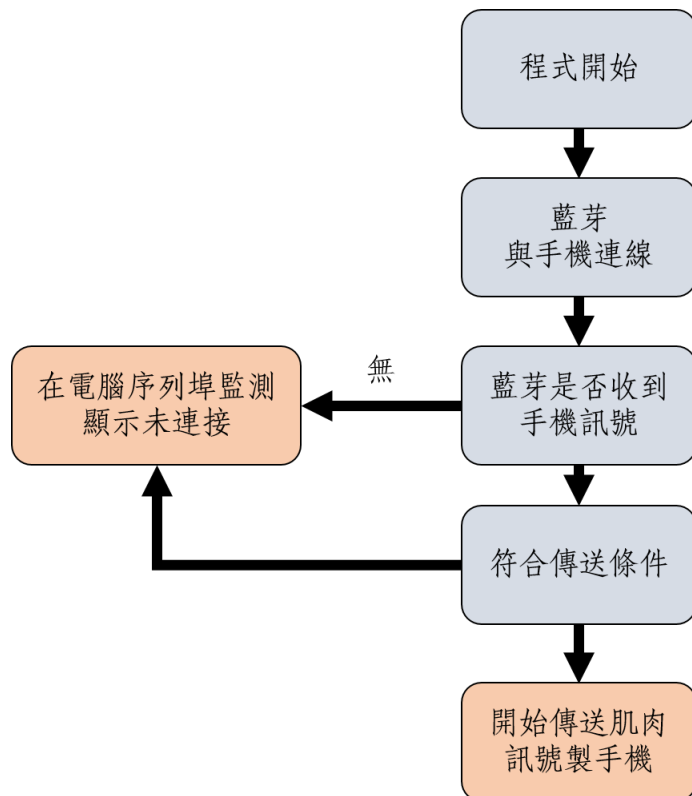 程式開始
藍芽
與手機連線
無
在電腦序列埠監測
顯示未連接
藍芽是否收到
手機訊號
符合傳送條件
開始傳送肌肉
訊號製手機